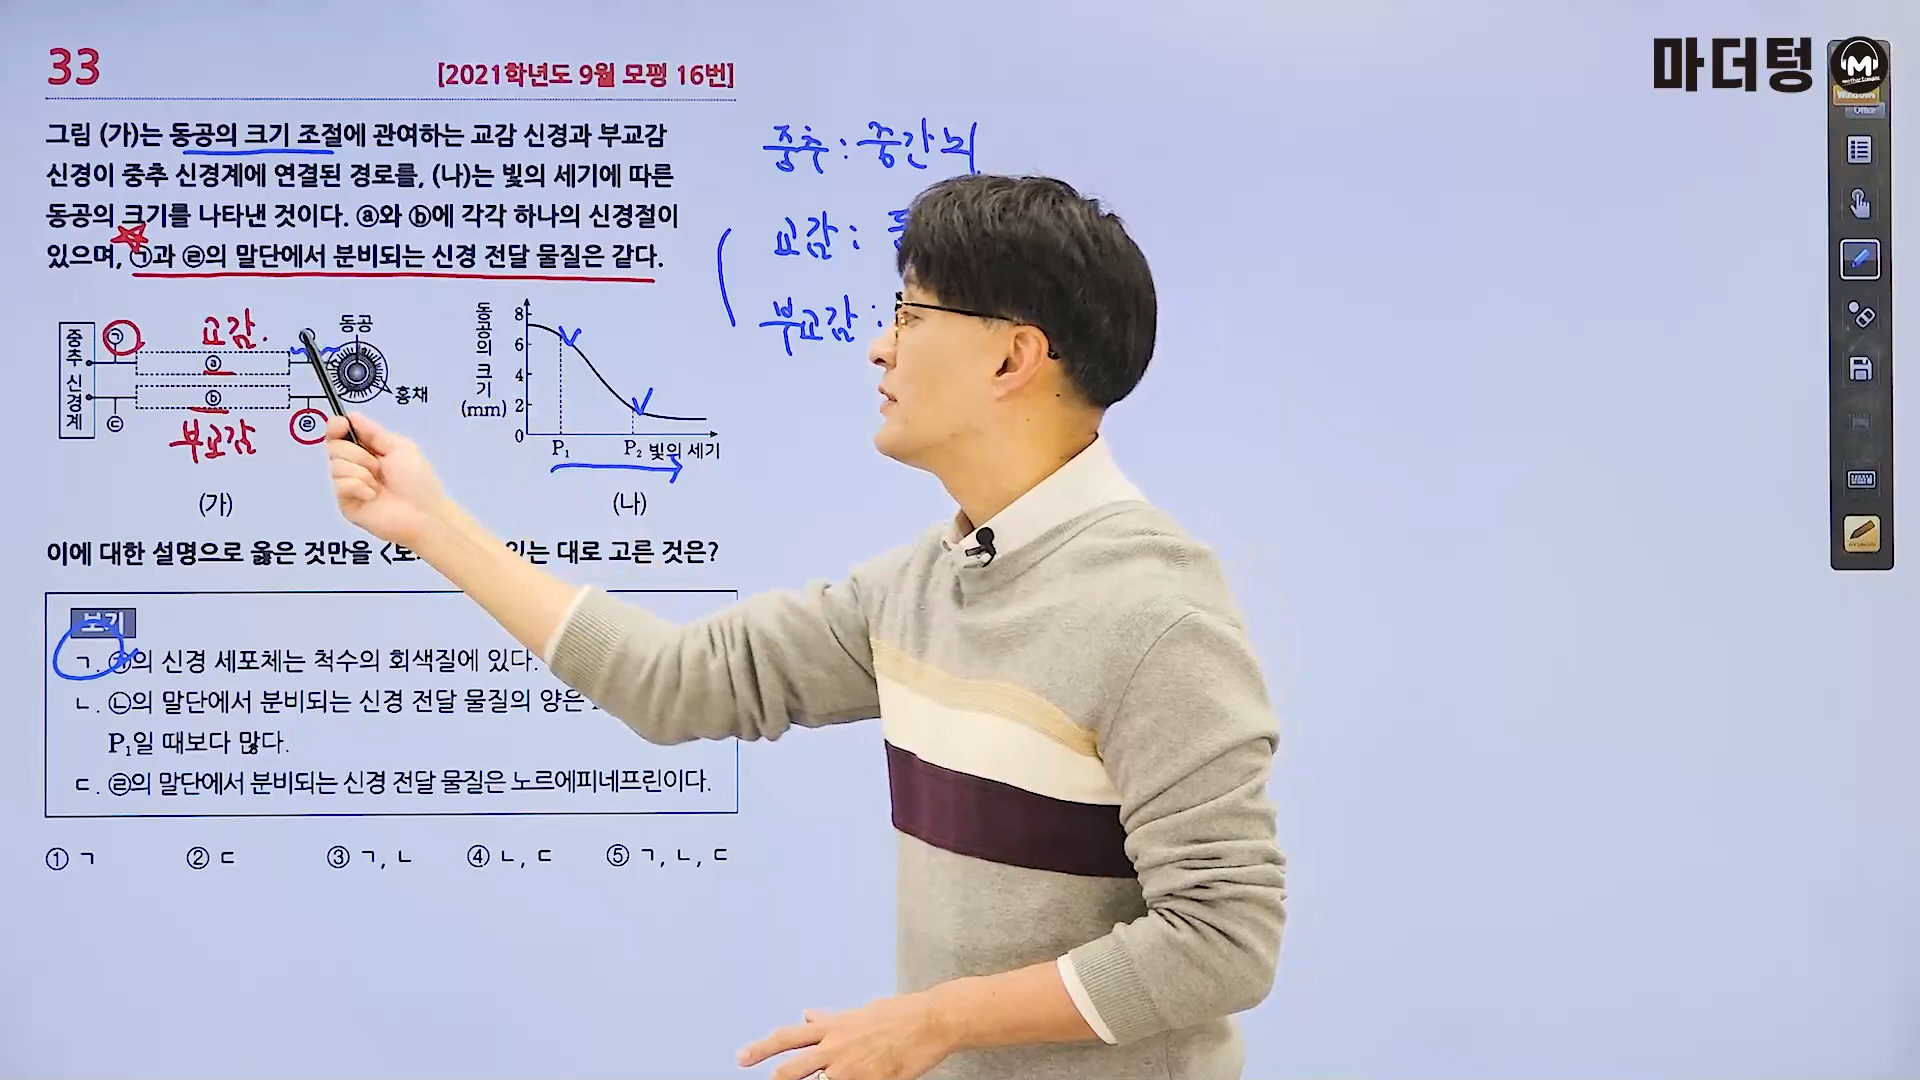 마더텅
33
[2021학년도 9월 모평 16번]
그림 (가)는 동공의 크기 조절에 관여하는 교감 신경과 부교감
신경이 중추 신경계에 연결된 경로를, (나)는 빛의 세기에 따른
동공의 크기를 나타낸 것이다. ⓐ와 ⓑ에 각각 하나의 신경절이
있으며, ㉠과 ㉣의 말단에서 분비되는 신경 전달 물질은 같다.
중추 : 중간뇌
교감 :
부교감 :
중추 신경계
㉠
교감.
ⓐ
ⓑ
㉢
부교감
㉣
동공
홍채
(가)
동공의 크기 (mm)
8
6
4
2
0
P₁
P₂
빛의 세기
(나)
이에 대한 설명으로 옳은 것만을 있는 대로 고른 것은?
보기
ㄱ. ㉠의 신경 세포체는 척수의 회색질에 있다.
ㄴ. ㉡의 말단에서 분비되는 신경 전달 물질의 양은
P₁일 때보다 많다.
ㄷ. ㉣의 말단에서 분비되는 신경 전달 물질은 노르에피네프린이다.
① ㄱ ② ㄷ ③ ㄱ, ㄴ ④ ㄴ, ㄷ ⑤ ㄱ, ㄴ, ㄷ